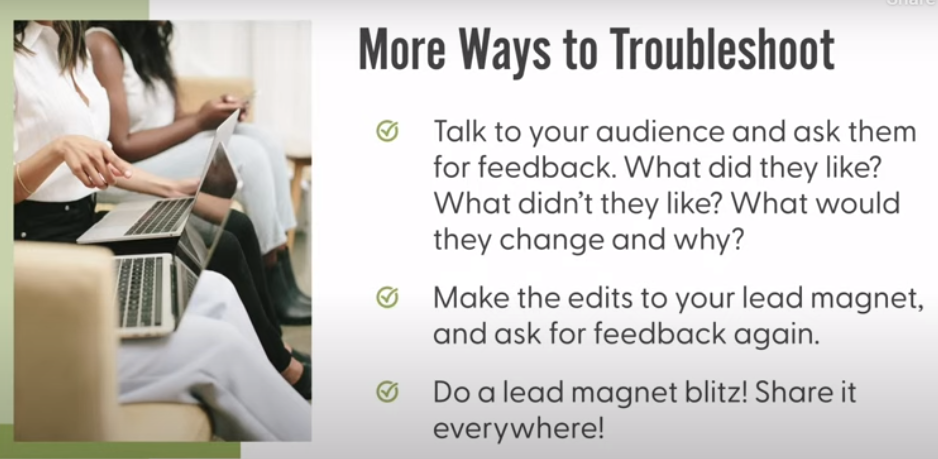 More Ways to Troubleshoot
Talk to your audience and ask them
for feedback. What did they like?
What didn't they like? What would
they change and why?
Make the edits to your lead magnet,
and ask for feedback again.
Do a lead magnet blitz! Share it
everywhere!